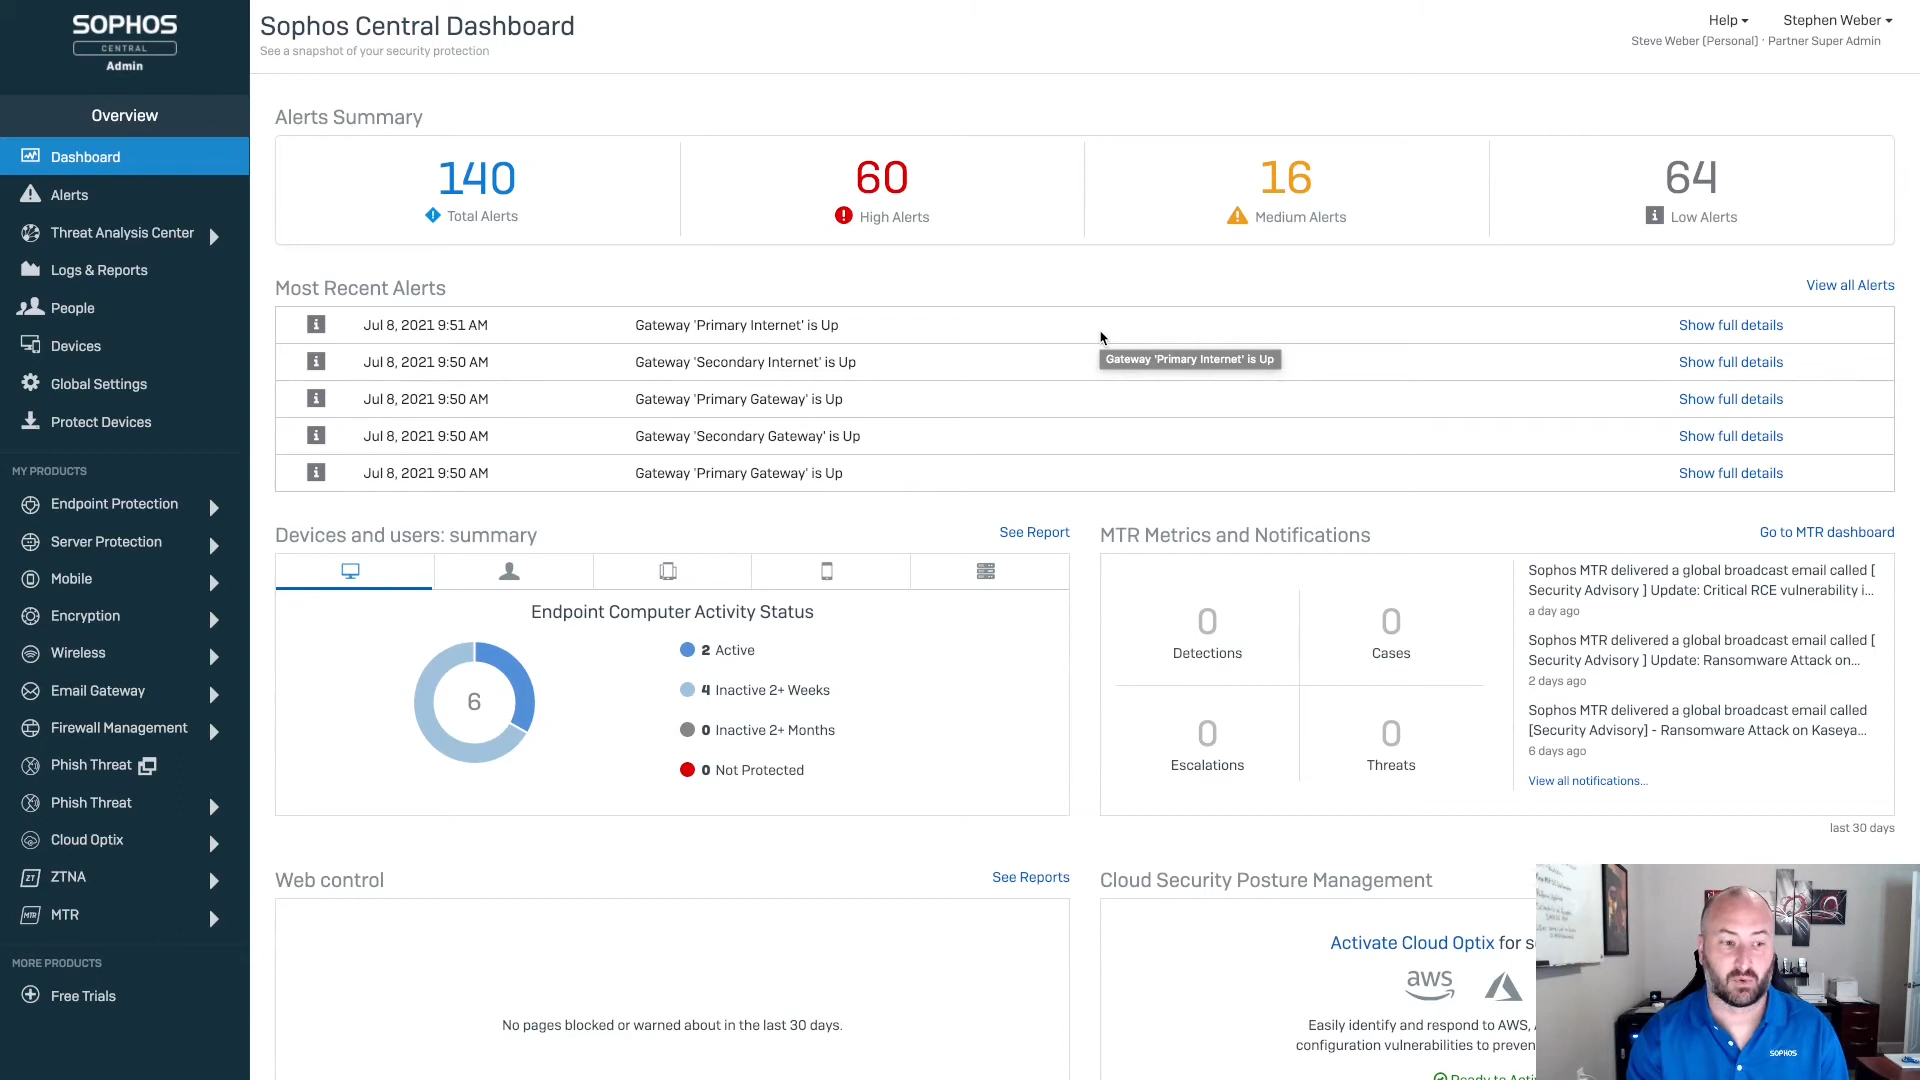 SOPHOS
CENTRAL
Admin
Overview
Dashboard
Alerts
Threat Analysis Center
Logs & Reports
People
Devices
Global Settings
Protect Devices
MY PRODUCTS
Endpoint Protection
Server Protection
Mobile
Encryption
Wireless
Email Gateway
Firewall Management
Phish Threat
Phish Threat
Cloud Optix
ZT ZTNA
MTR MTR
MORE PRODUCTS
Free Trials
Sophos Central Dashboard
See a snapshot of your security protection
Help
Stephen Weber
Steve Weber (Personal) · Partner Super Admin
Alerts Summary
140
Total Alerts
60
High Alerts
16
Medium Alerts
64
Low Alerts
Most Recent Alerts
View all Alerts
Jul 8, 2021 9:51 AM Gateway 'Primary Internet' is Up Show full details
Gateway 'Primary Internet' is Up
Jul 8, 2021 9:50 AM Gateway 'Secondary Internet' is Up Show full details
Jul 8, 2021 9:50 AM Gateway 'Primary Gateway' is Up Show full details
Jul 8, 2021 9:50 AM Gateway 'Secondary Gateway' is Up Show full details
Jul 8, 2021 9:50 AM Gateway 'Primary Gateway' is Up Show full details
Devices and users: summary
See Report
Endpoint Computer Activity Status
6
2 Active
4 Inactive 2+ Weeks
0 Inactive 2+ Months
0 Not Protected
MTR Metrics and Notifications
Go to MTR dashboard
0
Detections
0
Cases
0
Escalations
0
Threats
Sophos MTR delivered a global broadcast email called [
Security Advisory ] Update: Critical RCE vulnerability i...
a day ago
Sophos MTR delivered a global broadcast email called [
Security Advisory ] Update: Ransomware Attack on...
2 days ago
Sophos MTR delivered a global broadcast email called
[Security Advisory] - Ransomware Attack on Kaseya...
6 days ago
View all notifications...
last 30 days
Web control
See Reports
No pages blocked or warned about in the last 30 days.
Cloud Security Posture Management
Activate Cloud Optix for s
aws
Easily identify and respond to AWS,
configuration vulnerabilities to preven
Ready to Acti
SOPHOS